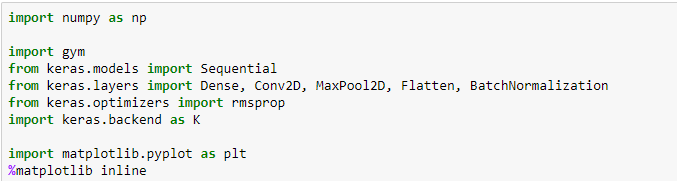 import numpy as np
import gym
from keras.models import Sequential
from keras.layers import Dense, Conv2D, MaxPool2D, Flatten, BatchNormalization
from keras.optimizers import rmsprop
import keras.backend as K
import matplotlib.pyplot as plt
%matplotlib inline